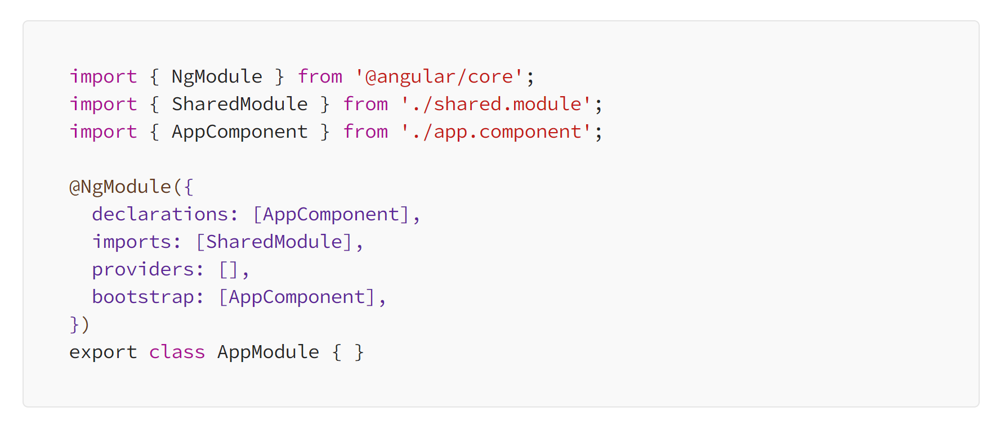 import { NgModule } from '@angular/core';
import { SharedModule } from './shared.module';
import { AppComponent } from './app.component';

@NgModule({
  declarations: [AppComponent],
  imports: [SharedModule],
  providers: [],
  bootstrap: [AppComponent],
})
export class AppModule { }